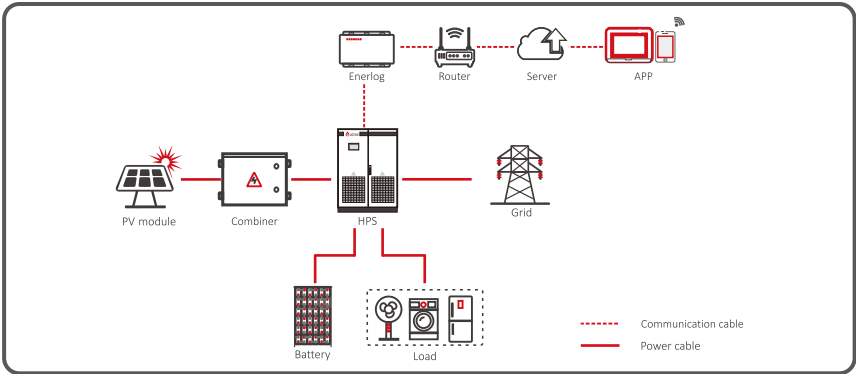 Enerlog
Router
Server
APP
PV module
Combiner
HPS
Grid
Battery
Load
Communication cable
Power cable